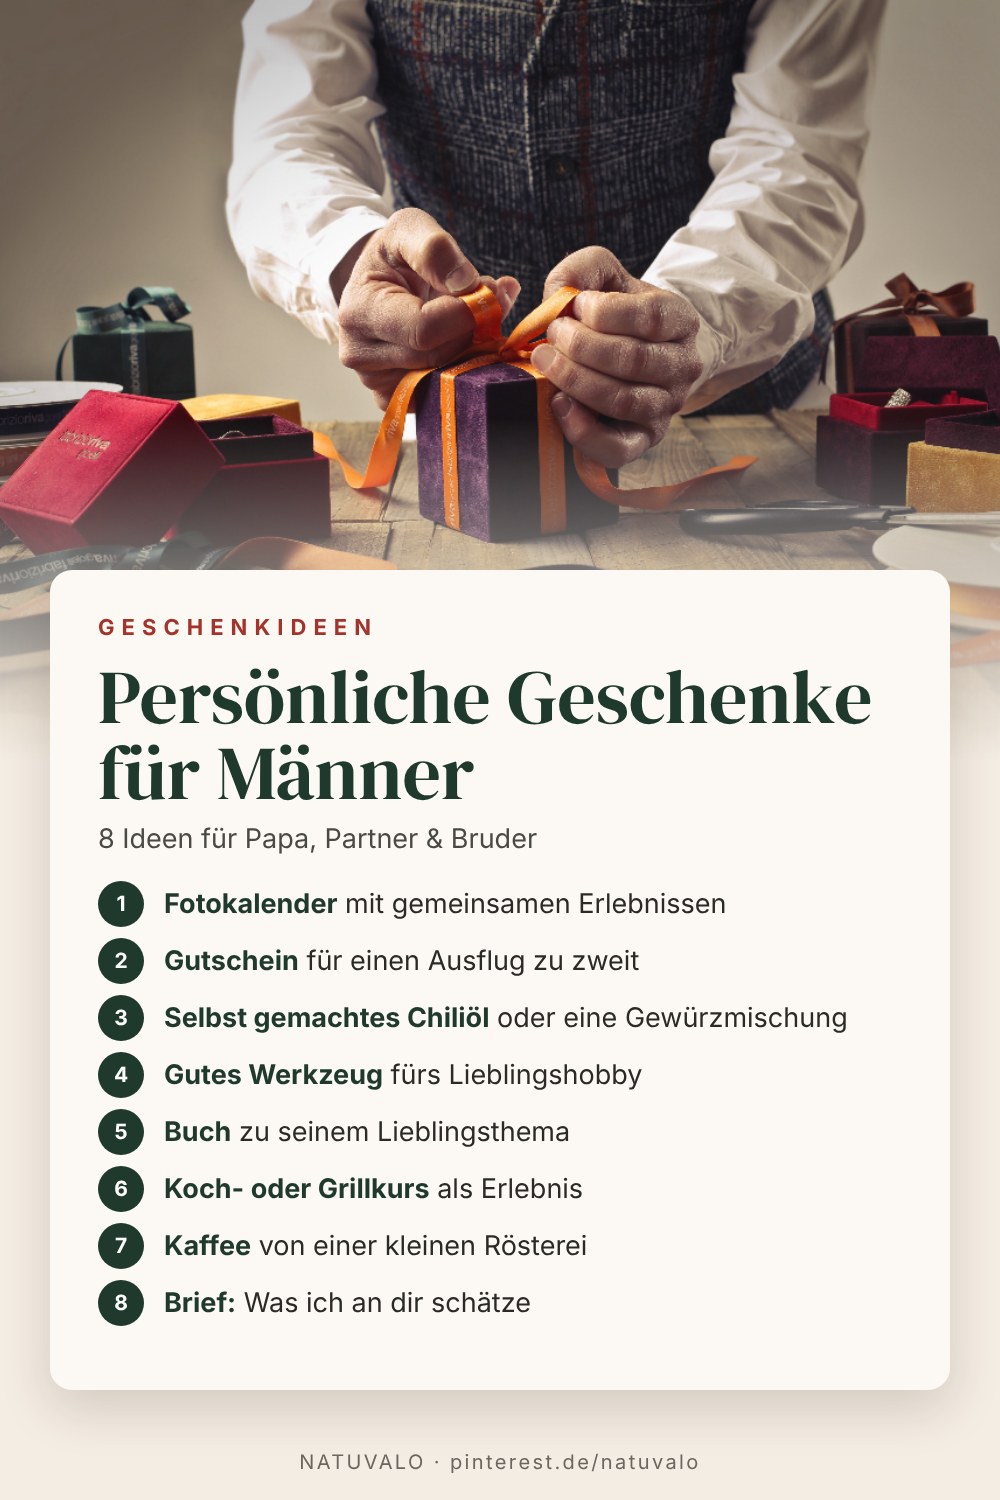 fabrizioriva
GESCHENKIDEEN
Persönliche Geschenke
für Männer
8 Ideen für Papa, Partner & Bruder
1 Fotokalender mit gemeinsamen Erlebnissen
2 Gutschein für einen Ausflug zu zweit
3 Selbst gemachtes Chiliöl oder eine Gewürzmischung
4 Gutes Werkzeug fürs Lieblingshobby
5 Buch zu seinem Lieblingsthema
6 Koch- oder Grillkurs als Erlebnis
7 Kaffee von einer kleinen Rösterei
8 Brief: Was ich an dir schätze
NATUVALO · pinterest.de/natuvalo